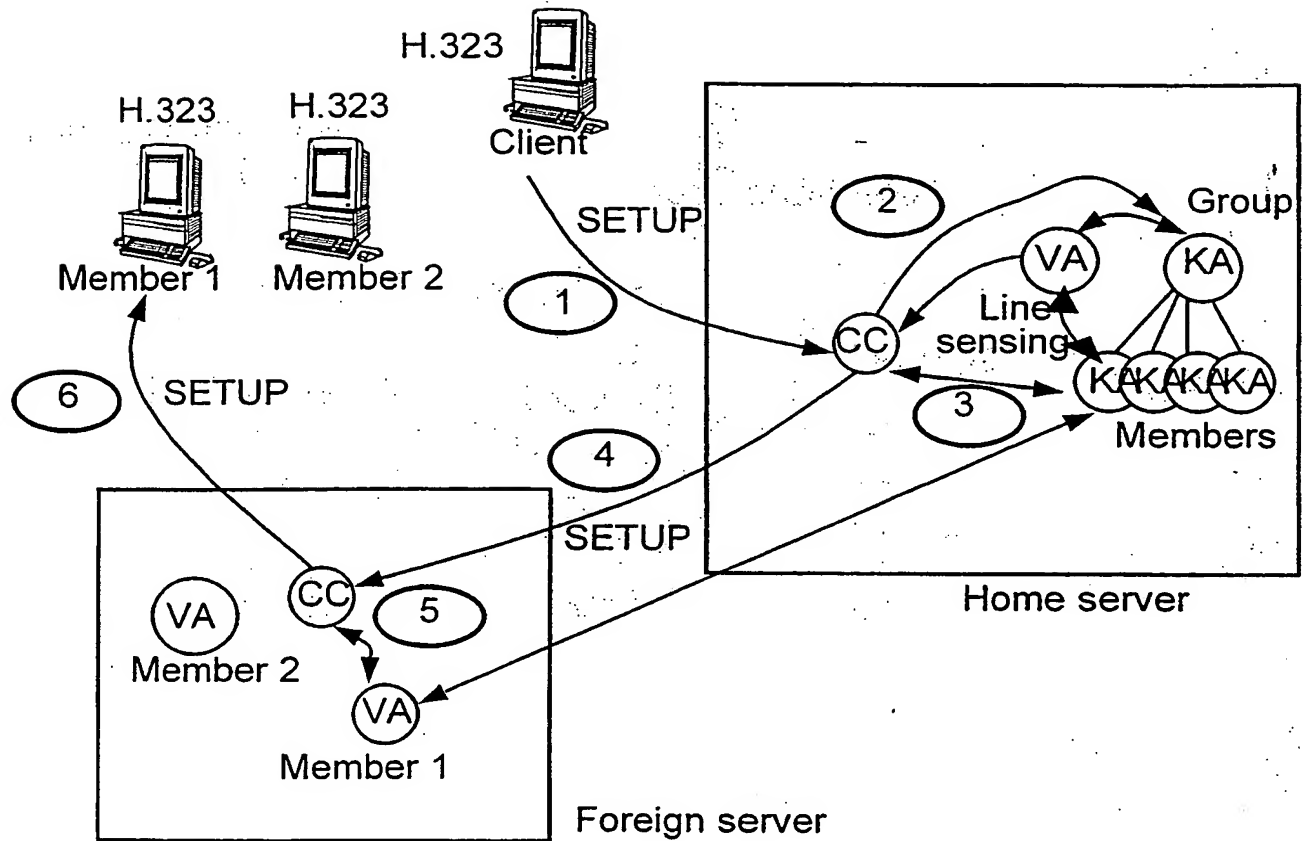 H.323
H.323
H.323
Client
Member 1
Member 2
SETUP
1
2
Group
VA
KA
Line
sensing
CC
KA
KA
KA
KA
3
Members
6
SETUP
4
SETUP
Home server
CC
5
VA
Member 2
VA
Member 1
Foreign server